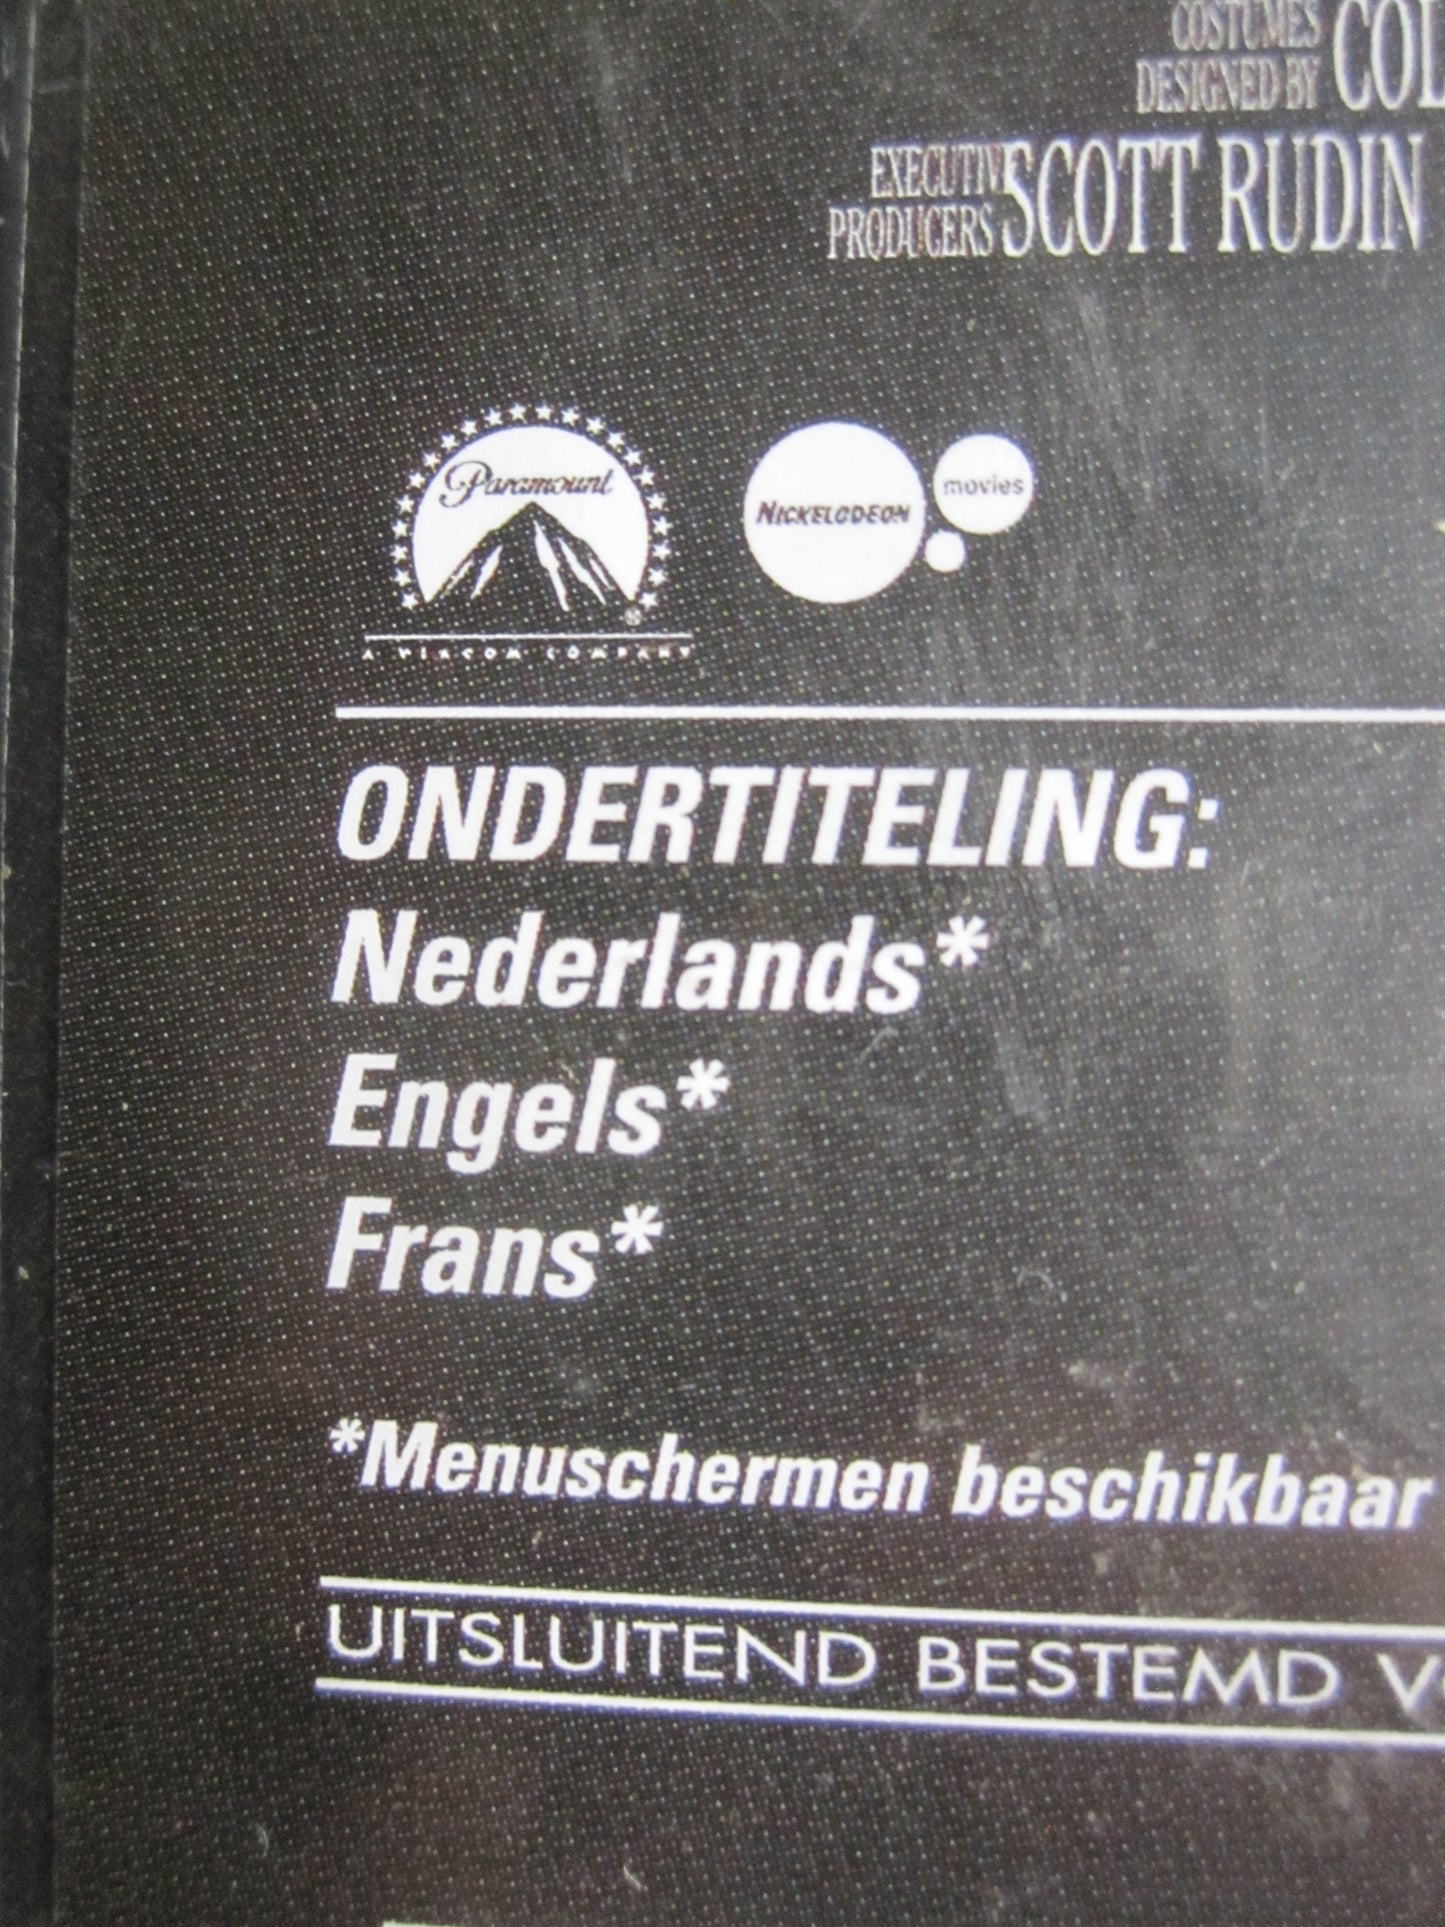 COSTUMES
DESIGNED BY
EXECUTIVE
PRODUCERS SCOTT RUDIN
Paramount
A VIACOM COMPANY
NICKELODEON movies
ONDERTITELING:
Nederlands*
Engels*
Frans*
*Menuschermen beschikbaar
UITSLUITEND BESTEMD